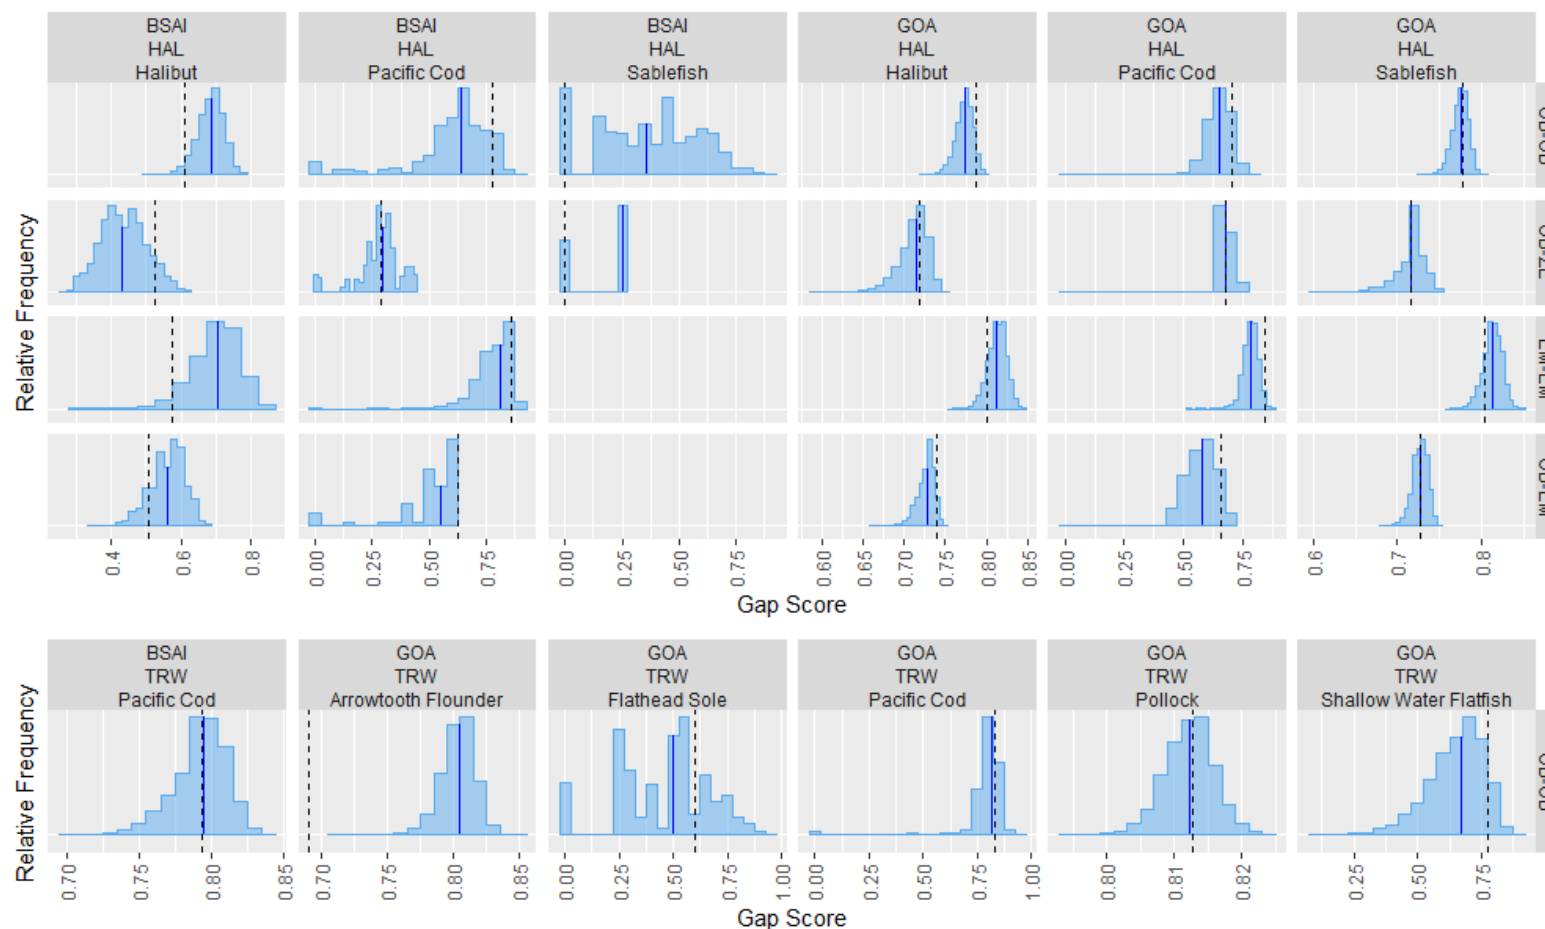 BSAI
HAL
Halibut
BSAI
HAL
Pacific Cod
BSAI
HAL
Sablefish
GOA
HAL
Halibut
GOA
HAL
Pacific Cod
GOA
HAL
Sablefish
Relative Frequency
0.4 0.6 0.8
0.00 0.25 0.50 0.75
0.00 0.25 0.50 0.75
0.60 0.70 0.80 0.85
0.00 0.25 0.50 0.75
0.6 0.7 0.8
Gap Score
BSAI
TRW
Pacific Cod
GOA
TRW
Arrowtooth Flounder
GOA
TRW
Flathead Sole
GOA
TRW
Pacific Cod
GOA
TRW
Pollock
GOA
TRW
Shallow Water Flatfish
Relative Frequency
0.70 0.75 0.80 0.85
0.70 0.80 0.85
0.00 0.25 0.50 0.75 1.00
0.00 0.25 0.50 0.75 1.00
0.80 0.81 0.82
0.25 0.50 0.75
Gap Score